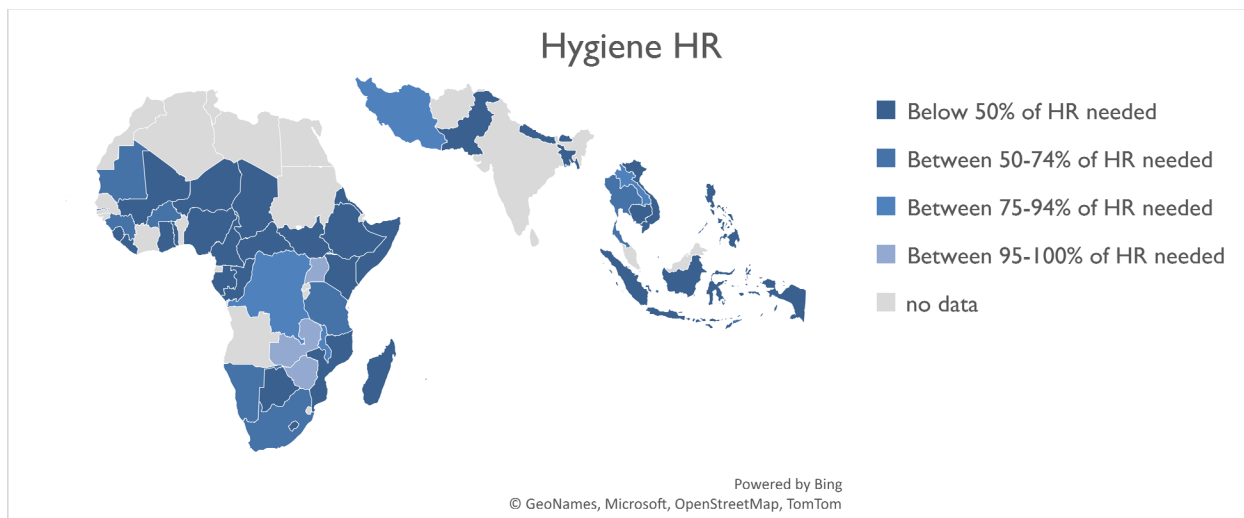 Hygiene HR
Below 50% of HR needed
Between 50-74% of HR needed
Between 75-94% of HR needed
Between 95-100% of HR needed
no data
Powered by Bing
© GeoNames, Microsoft, OpenStreetMap, TomTom